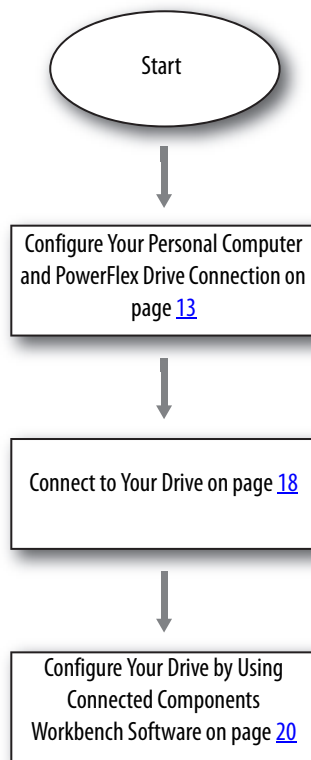 Start
Configure Your Personal Computer
and PowerFlex Drive Connection on
page 13
Connect to Your Drive on page 18
Configure Your Drive by Using
Connected Components
Workbench Software on page 20